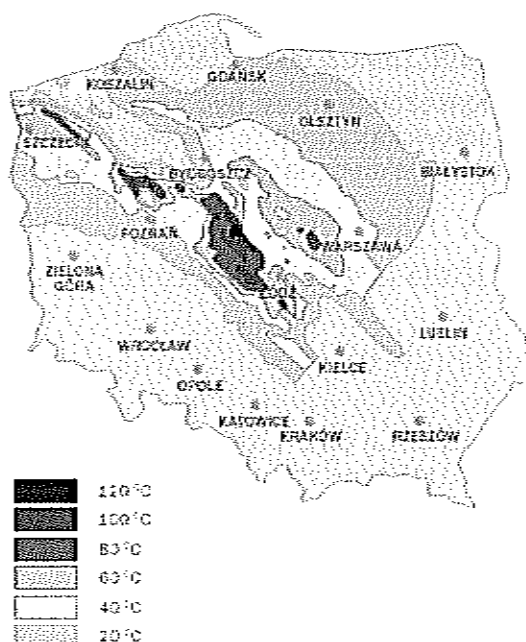 KOSZALIN
GDAŃSK
OLSZTYN
SZCZECIN
BYDGOSZCZ
BIAŁYSTOK
POZNAŃ
WARSZAWA
ZIELONA
GÓRA
ŁÓDŹ
LUBLIN
WROCŁAW
KIELCE
OPOLE
KATOWICE
KRAKÓW
RZESZÓW
120°C
100°C
80°C
60°C
40°C
20°C